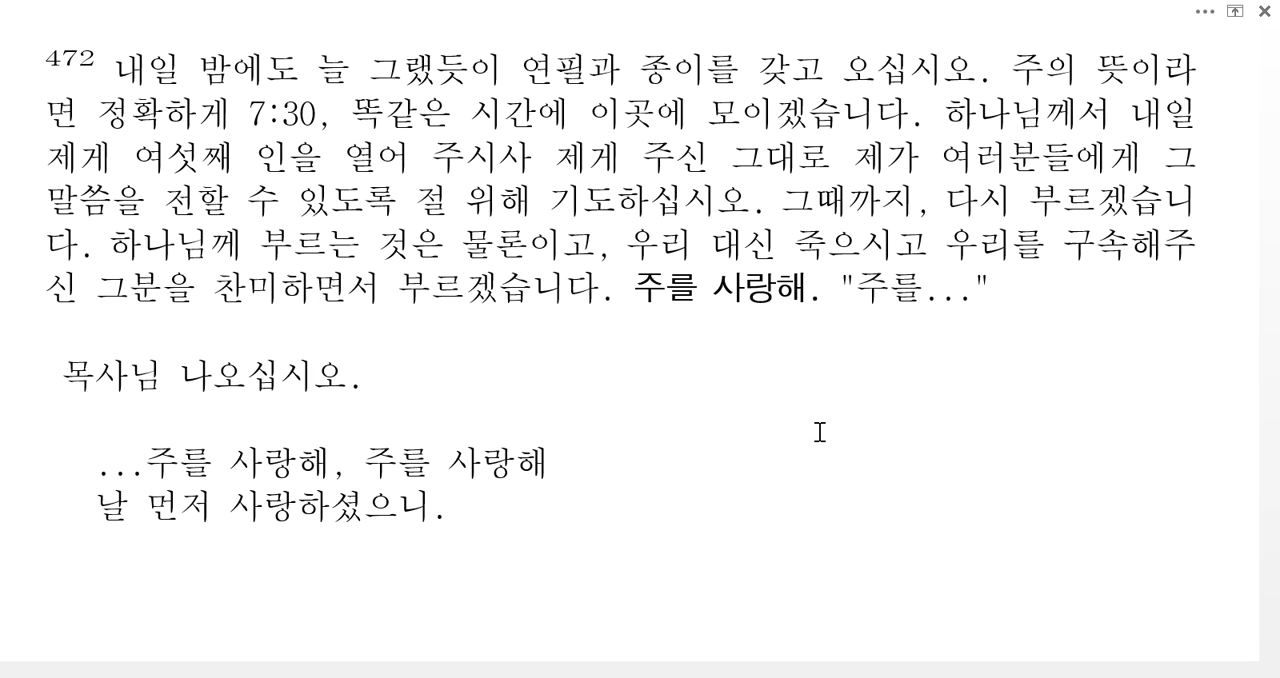 472 내일 밤에도 늘 그랬듯이 연필과 종이를 갖고 오십시오. 주의 뜻이라
면 정확하게 7:30, 똑같은 시간에 이곳에 모이겠습니다. 하나님께서 내일
제게 여섯째 인을 열어 주시사 제게 주신 그대로 제가 여러분들에게 그
말씀을 전할 수 있도록 절 위해 기도하십시오. 그때까지, 다시 부르겠습니
다. 하나님께 부르는 것은 물론이고, 우리 대신 죽으시고 우리를 구속해주
신 그분을 찬미하면서 부르겠습니다. 주를 사랑해. "주를..."
목사님 나오십시오.
...주를 사랑해, 주를 사랑해
날 먼저 사랑하셨으니.